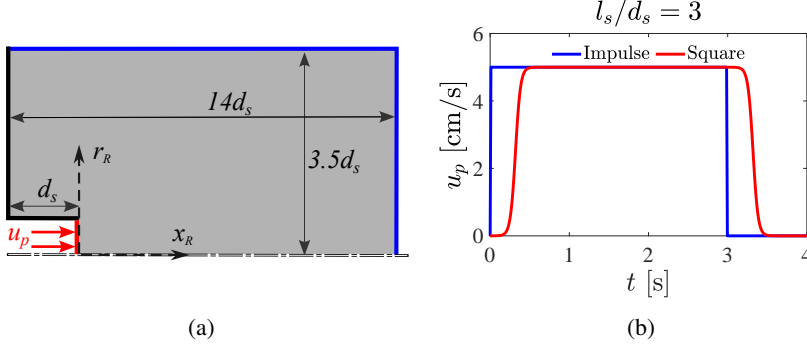 14d_s
r_R
3.5d_s
d_s
u_p
x_R
(a)
l_s/d_s = 3
Impulse
Square
6
4
2
0
u_p [cm/s]
0 1 2 3 4
t [s]
(b)